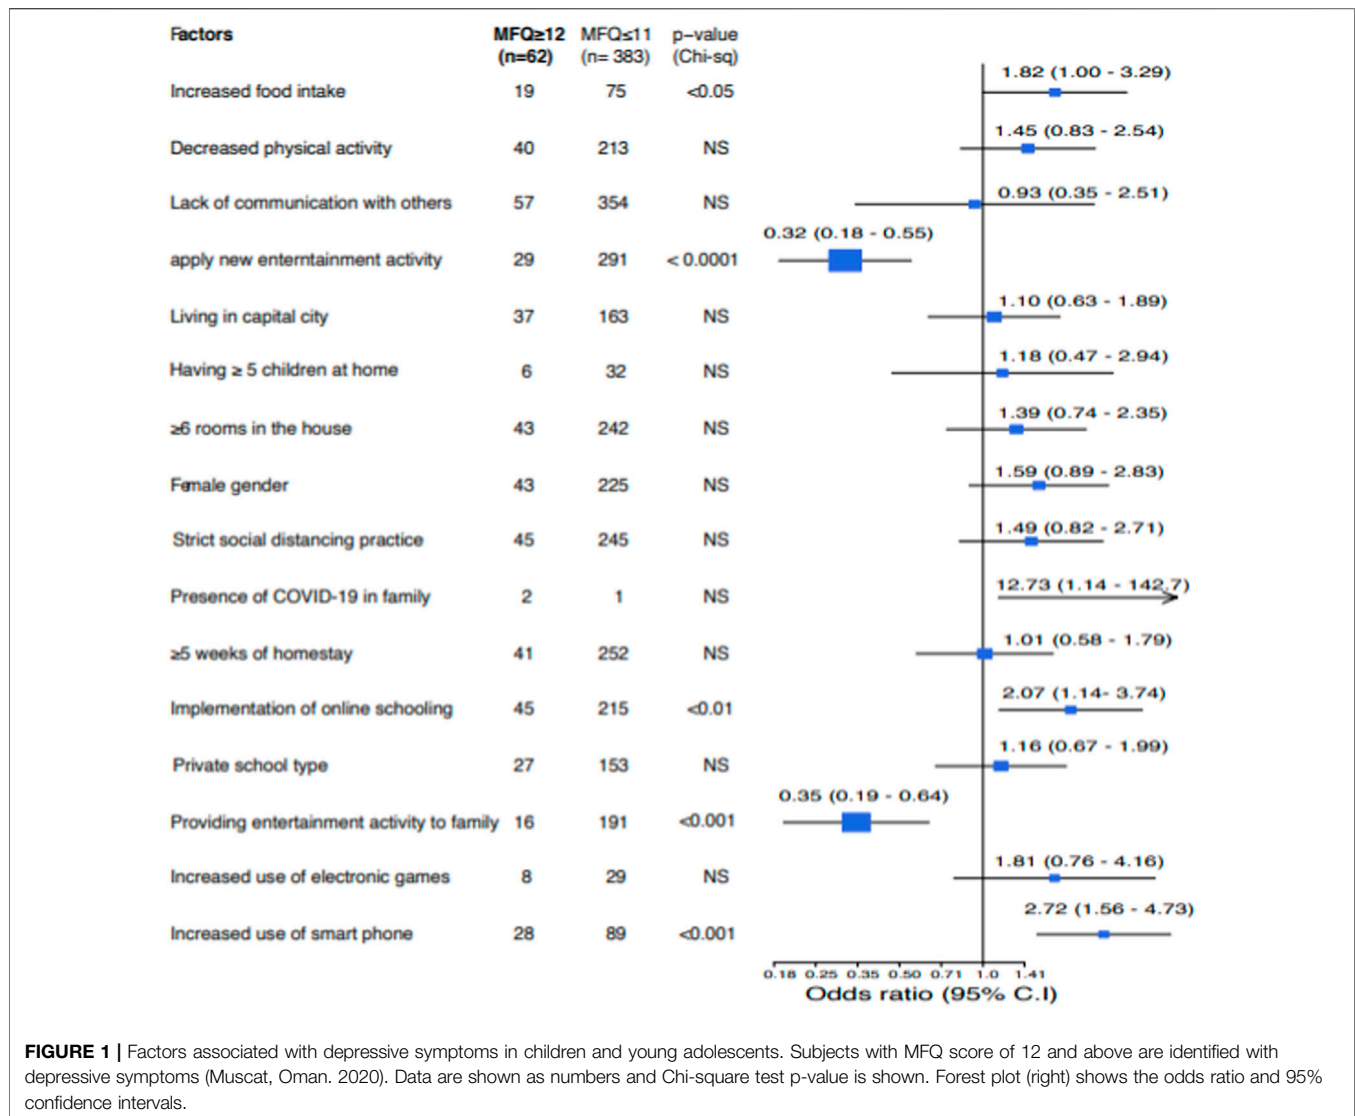 Factors MFQ≥12 MFQ≤11 p–value
(n=62) (n= 383) (Chi-sq)
Increased food intake 19 75 <0.05 1.82 (1.00 - 3.29)
Decreased physical activity 40 213 NS 1.45 (0.83 - 2.54)
Lack of communication with others 57 354 NS 0.93 (0.35 - 2.51)
apply new enterntainment activity 29 291 < 0.0001 0.32 (0.18 - 0.55)
Living in capital city 37 163 NS 1.10 (0.63 - 1.89)
Having ≥ 5 children at home 6 32 NS 1.18 (0.47 - 2.94)
≥6 rooms in the house 43 242 NS 1.39 (0.74 - 2.35)
Female gender 43 225 NS 1.59 (0.89 - 2.83)
Strict social distancing practice 45 245 NS 1.49 (0.82 - 2.71)
Presence of COVID-19 in family 2 1 NS 12.73 (1.14 - 142.7)
≥5 weeks of homestay 41 252 NS 1.01 (0.58 - 1.79)
Implementation of online schooling 45 215 <0.01 2.07 (1.14- 3.74)
Private school type 27 153 NS 1.16 (0.67 - 1.99)
Providing entertainment activity to family 16 191 <0.001 0.35 (0.19 - 0.64)
Increased use of electronic games 8 29 NS 1.81 (0.76 - 4.16)
Increased use of smart phone 28 89 <0.001 2.72 (1.56 - 4.73)
0.18 0.25 0.35 0.50 0.71 1.0 1.41
Odds ratio (95% C.I)
FIGURE 1 | Factors associated with depressive symptoms in children and young adolescents. Subjects with MFQ score of 12 and above are identified with
depressive symptoms (Muscat, Oman. 2020). Data are shown as numbers and Chi-square test p-value is shown. Forest plot (right) shows the odds ratio and 95%
confidence intervals.